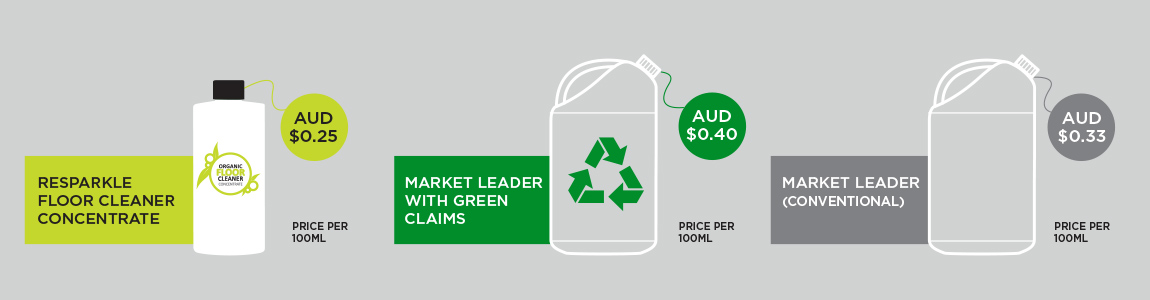 RESPARKLE
FLOOR CLEANER
CONCENTRATE
ORGANIC
FLOOR
CLEANER
CONCENTRATE
AUD
$0.25
PRICE PER
100ML
MARKET LEADER
WITH GREEN
CLAIMS
AUD
$0.40
PRICE PER
100ML
MARKET LEADER
(CONVENTIONAL)
AUD
$0.33
PRICE PER
100ML